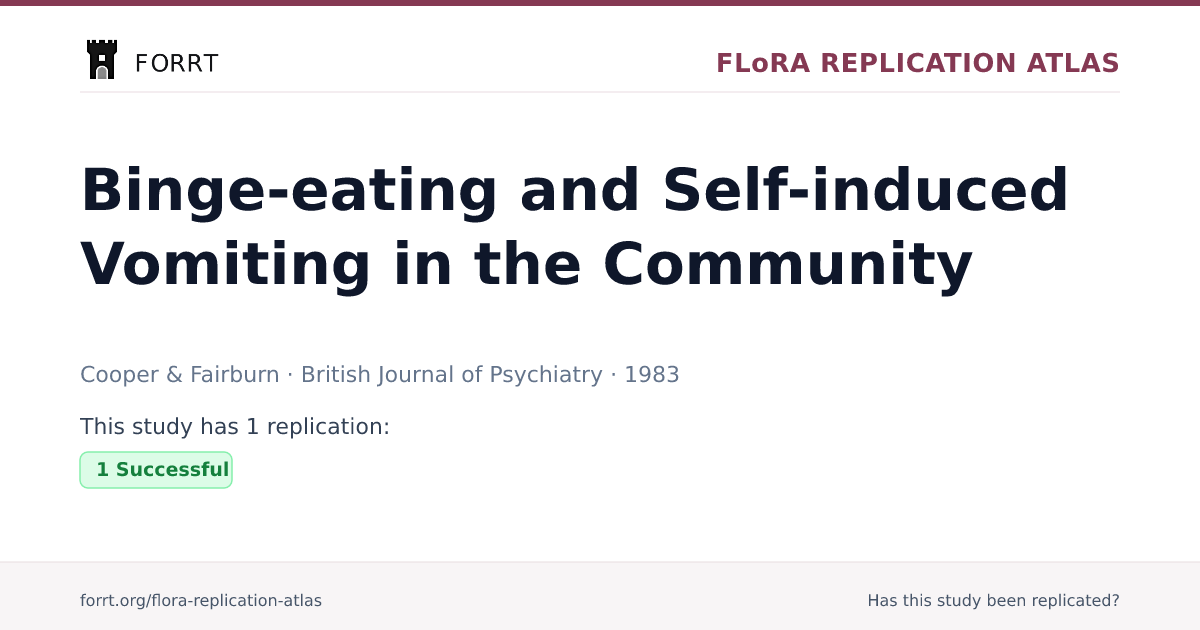 FORRT
FLoRA REPLICATION ATLAS
Binge-eating and Self-induced
Vomiting in the Community
Cooper & Fairburn · British Journal of Psychiatry · 1983
This study has 1 replication:
1 Successful
forrt.org/flora-replication-atlas
Has this study been replicated?